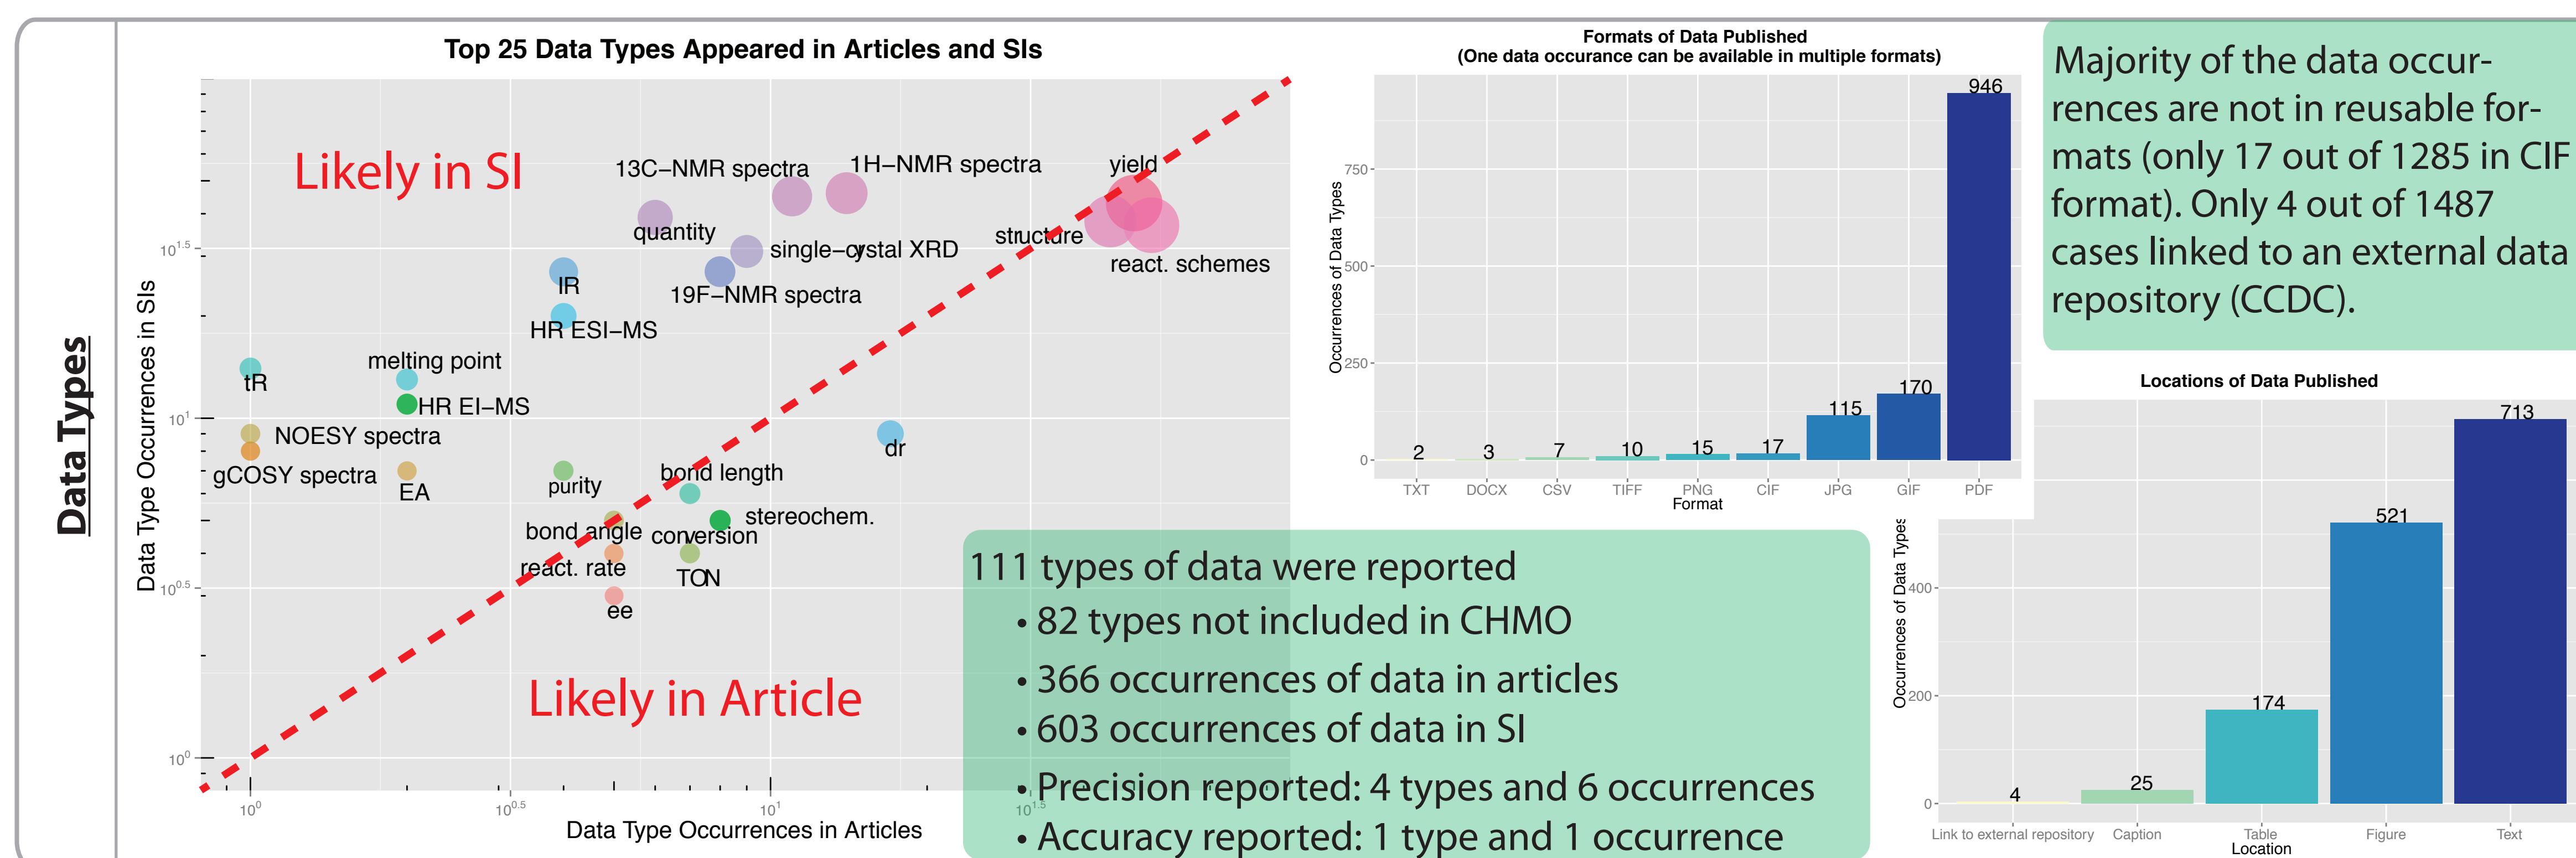 Data Types
Top 25 Data Types Appeared in Articles and SIs
Data Type Occurrences in SIs
10^1.5
10^1
10^0.5
10^0
Likely in SI
13C−NMR spectra
1H−NMR spectra
yield
quantity
single−crystal XRD
structure
react. schemes
IR
19F−NMR spectra
HR ESI−MS
melting point
tR
HR EI−MS
NOESY spectra
dr
gCOSY spectra
EA
purity
bond length
stereochem.
bond angle
conversion
react. rate
TON
ee
Likely in Article
10^0
10^0.5
10^1
10^1.5
Data Type Occurrences in Articles
Formats of Data Published
(One data occurance can be available in multiple formats)
Occurrences of Data Types
750
500
250
0
2
3
7
10
15
17
115
170
946
TXT
DOCX
CSV
TIFF
PNG
CIF
JPG
GIF
PDF
Format
Majority of the data occur-
rences are not in reusable for-
mats (only 17 out of 1285 in CIF
format). Only 4 out of 1487
cases linked to an external data
repository (CCDC).
111 types of data were reported
• 82 types not included in CHMO
• 366 occurrences of data in articles
• 603 occurrences of data in SI
• Precision reported: 4 types and 6 occurrences
• Accuracy reported: 1 type and 1 occurrence
Locations of Data Published
Occurrences of Data Types
400
200
0
4
25
174
521
713
Link to external repository
Caption
Table
Figure
Text
Location